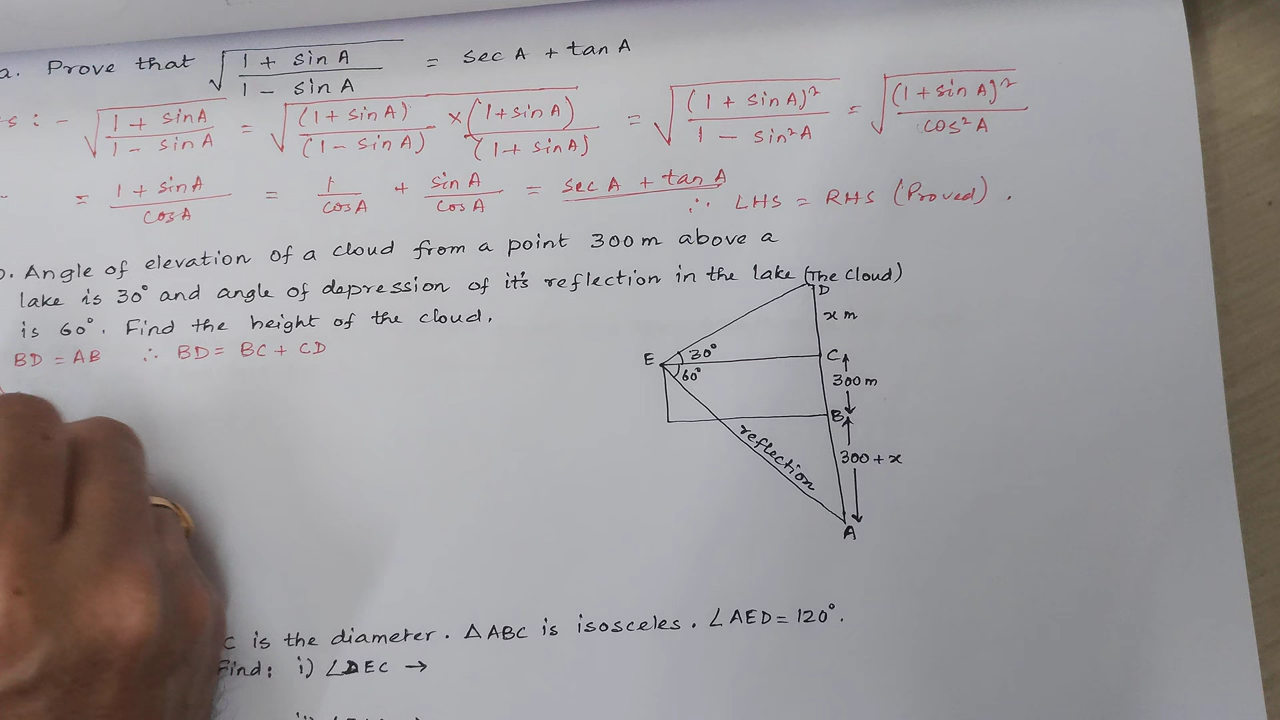 a. Prove that √(1 + sin A / 1 - sin A) = sec A + tan A
s :- √(1 + sin A / 1 - sin A) = √((1 + sin A) / (1 - sin A) × (1 + sin A) / (1 + sin A)) = √((1 + sin A)² / 1 - sin² A) = √((1 + sin A)² / cos² A)
= 1 + sin A / cos A = 1 / cos A + sin A / cos A = sec A + tan A
∴ LHS = RHS (Proved).
b. Angle of elevation of a cloud from a point 300 m above a
lake is 30° and angle of depression of it's reflection in the lake (The cloud)
is 60°. Find the height of the cloud.
BD = AB ∴ BD = BC + CD
D
x m
E 30° C
60° 300 m
B
reflection 300 + x
A
C is the diameter. △ABC is isosceles. ∠AED = 120°.
Find: i) ∠DEC →